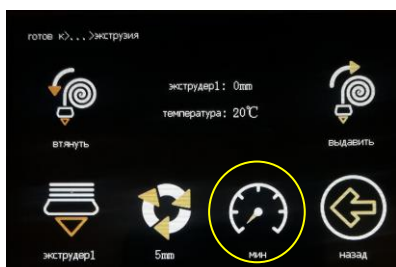 готов к>...>экструзия
экструдер1: 0mm
температура: 20℃
втянуть
выдавить
экструдер1
5mm
мин
назад